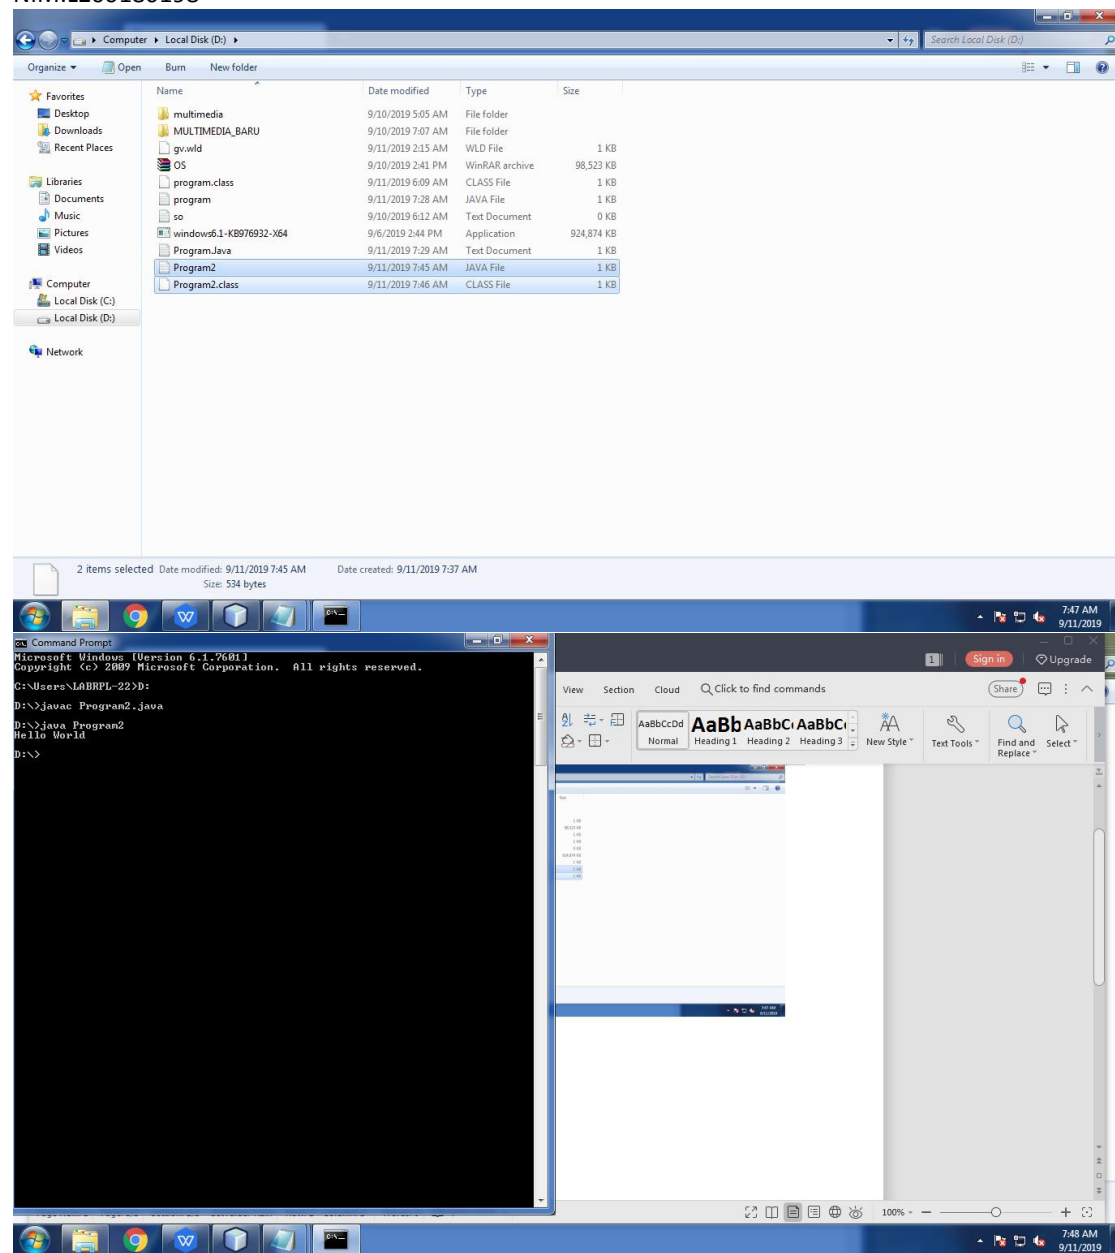 Computer ▸ Local Disk (D:) ▸
Search Local Disk (D:)
Organize ▾ Open Burn New folder
Name Date modified Type Size
Favorites
Desktop
Downloads
Recent Places
Libraries
Documents
Music
Pictures
Videos
Computer
Local Disk (C:)
Local Disk (D:)
Network
multimedia 9/10/2019 5:05 AM File folder
MULTIMEDIA_BARU 9/10/2019 7:07 AM File folder
gv.wld 9/11/2019 2:15 AM WLD File 1 KB
OS 9/10/2019 2:41 PM WinRAR archive 98,523 KB
program.class 9/11/2019 6:09 AM CLASS File 1 KB
program 9/11/2019 7:28 AM JAVA File 1 KB
so 9/10/2019 6:12 AM Text Document 0 KB
windows6.1-KB976932-X64 9/6/2019 2:44 PM Application 924,874 KB
Program.Java 9/11/2019 7:29 AM Text Document 1 KB
Program2 9/11/2019 7:45 AM JAVA File 1 KB
Program2.class 9/11/2019 7:46 AM CLASS File 1 KB
2 items selected Date modified: 9/11/2019 7:45 AM Date created: 9/11/2019 7:37 AM
Size: 534 bytes
7:47 AM
9/11/2019
Command Prompt
Microsoft Windows [Version 6.1.7601]
Copyright (c) 2009 Microsoft Corporation. All rights reserved.
C:\Users\LABRPL-22>D:
D:\>javac Program2.java
D:\>java Program2
Hello World
D:\>
1 Sign in Upgrade
View Section Cloud Click to find commands Share
AaBbCcDd AaBb AaBbC AaBbC
Normal Heading 1 Heading 2 Heading 3 New Style Text Tools Find and Replace Select
100%
7:48 AM
9/11/2019